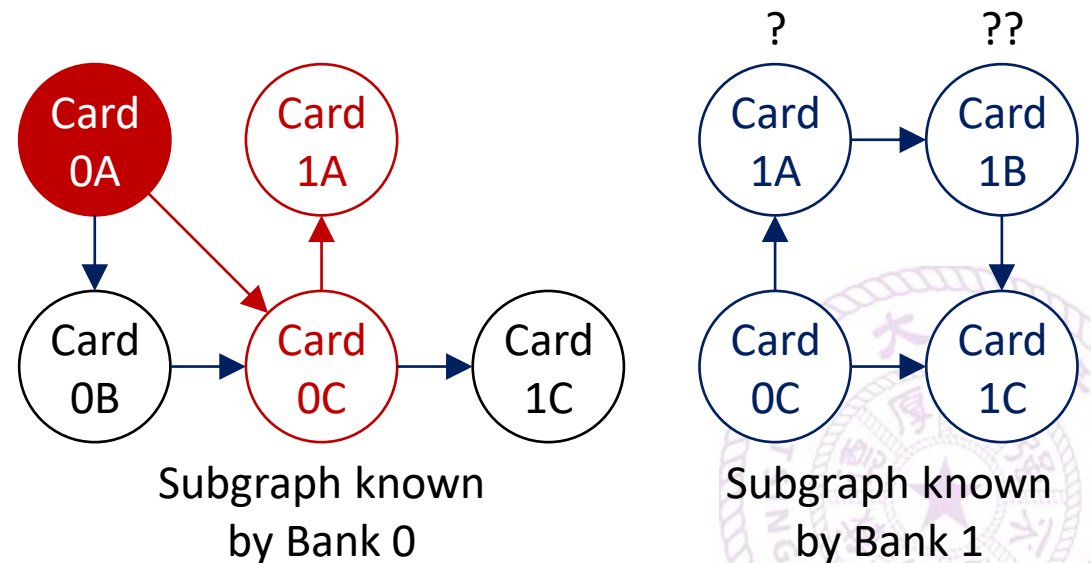 ?
??
Card
0A
Card
1A
Card
1A
Card
1B
Card
0B
Card
0C
Card
1C
Card
0C
Card
1C
Subgraph known
by Bank 0
Subgraph known
by Bank 1